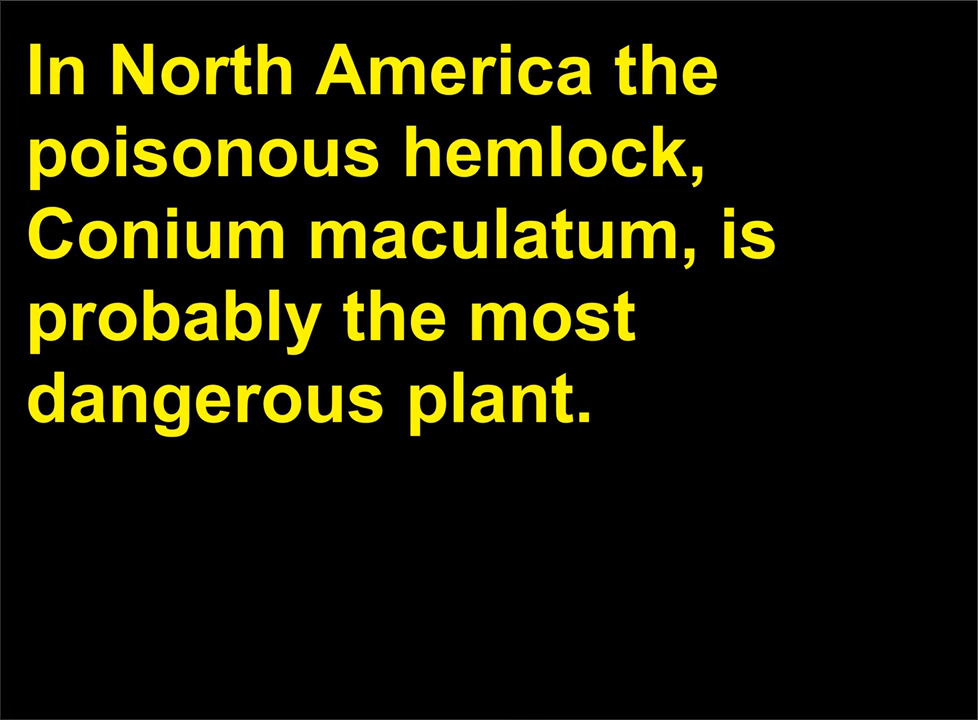 In North America the
poisonous hemlock,
Conium maculatum, is
probably the most
dangerous plant.